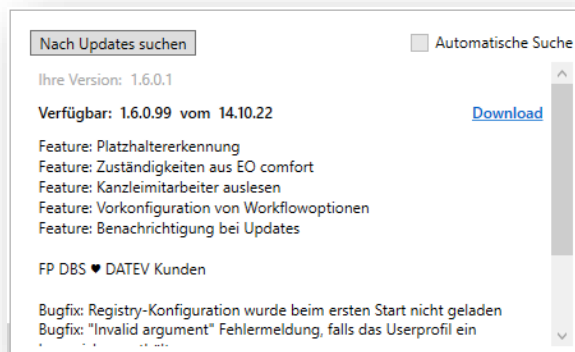 Nach Updates suchen
Automatische Suche
Ihre Version: 1.6.0.1
Verfügbar: 1.6.0.99 vom 14.10.22
Download
Feature: Platzhaltererkennung
Feature: Zuständigkeiten aus EO comfort
Feature: Kanzleimitarbeiter auslesen
Feature: Vorkonfiguration von Workflowoptionen
Feature: Benachrichtigung bei Updates
FP DBS ♥ DATEV Kunden
Bugfix: Registry-Konfiguration wurde beim ersten Start nicht geladen
Bugfix: "Invalid argument" Fehlermeldung, falls das Userprofil ein